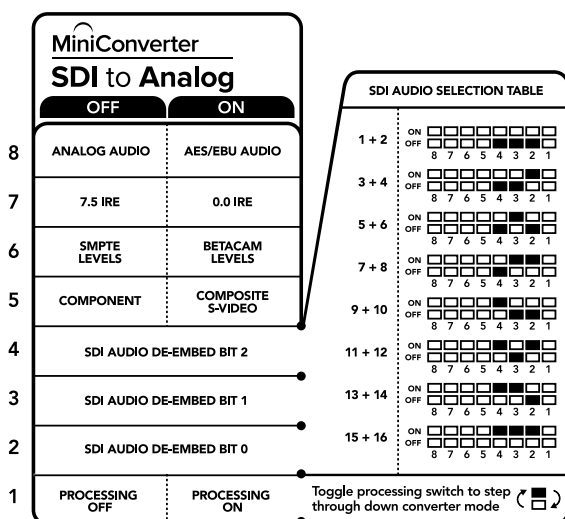 MiniConverter
SDI to Analog
OFF ON
8 ANALOG AUDIO AES/EBU AUDIO
7 7.5 IRE 0.0 IRE
6 SMPTE LEVELS BETACAM LEVELS
5 COMPONENT COMPOSITE S-VIDEO
4 SDI AUDIO DE-EMBED BIT 2
3 SDI AUDIO DE-EMBED BIT 1
2 SDI AUDIO DE-EMBED BIT 0
1 PROCESSING OFF PROCESSING ON
SDI AUDIO SELECTION TABLE
1 + 2 ON OFF
8 7 6 5 4 3 2 1
3 + 4 ON OFF
8 7 6 5 4 3 2 1
5 + 6 ON OFF
8 7 6 5 4 3 2 1
7 + 8 ON OFF
8 7 6 5 4 3 2 1
9 + 10 ON OFF
8 7 6 5 4 3 2 1
11 + 12 ON OFF
8 7 6 5 4 3 2 1
13 + 14 ON OFF
8 7 6 5 4 3 2 1
15 + 16 ON OFF
8 7 6 5 4 3 2 1
Toggle processing switch to step
through down converter mode